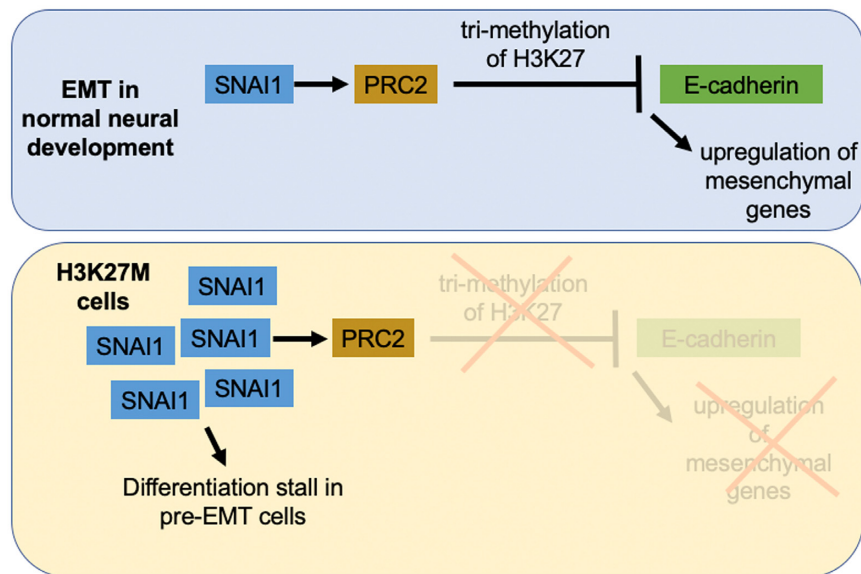 EMT in
normal neural
development
SNAI1
PRC2
tri-methylation
of H3K27
E-cadherin
upregulation of
mesenchymal
genes
H3K27M
cells
SNAI1
SNAI1
SNAI1
SNAI1
SNAI1
PRC2
tri-methylation
of H3K27
E-cadherin
upregulation
of
mesenchymal
genes
Differentiation stall in
pre-EMT cells